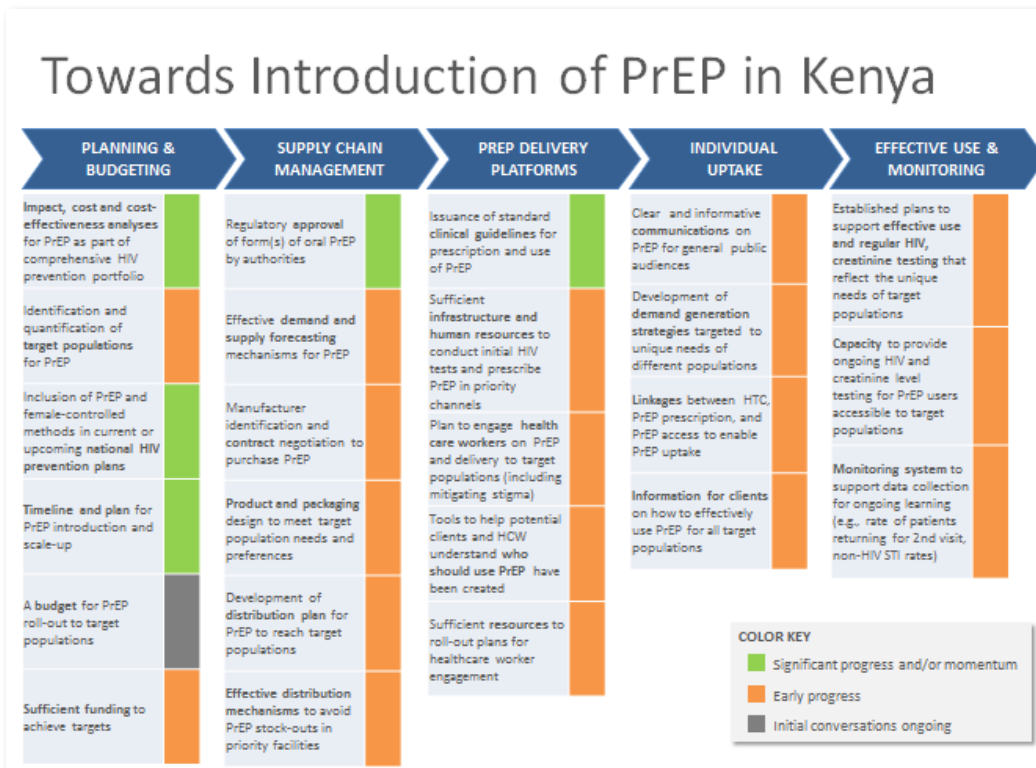 Towards Introduction of PrEP in Kenya
PLANNING &
BUDGETING
Impact, cost and cost-
effectiveness analyses
for PrEP as part of
comprehensive HIV
prevention portfolio
Identification and
quantification of
target populations
for PrEP
Inclusion of PrEP and
female-controlled
methods in current or
upcoming national HIV
prevention plans
Timeline and plan for
PrEP introduction and
scale-up
A budget for PrEP
roll-out to target
populations
Sufficient funding to
achieve targets
SUPPLY CHAIN
MANAGEMENT
Regulatory approval
of form(s) of oral PrEP
by authorities
Effective demand and
supply forecasting
mechanisms for PrEP
Manufacturer
identification and
contract negotiation to
purchase PrEP
Product and packaging
design to meet target
population needs and
preferences
Development of
distribution plan for
PrEP to reach target
populations
Effective distribution
mechanisms to avoid
PrEP stock-outs in
priority facilities
PREP DELIVERY
PLATFORMS
Issuance of standard
clinical guidelines for
prescription and use
of PrEP
Sufficient
infrastructure and
human resources to
conduct initial HIV
tests and prescribe
PrEP in priority
channels
Plan to engage health
care workers on PrEP
and delivery to target
populations (including
mitigating stigma)
Tools to help potential
clients and HCW
understand who
should use PrEP have
been created
Sufficient resources to
roll-out plans for
healthcare worker
engagement
INDIVIDUAL
UPTAKE
Clear and informative
communications on
PrEP for general public
audiences
Development of
demand generation
strategies targeted to
unique needs of
different populations
Linkages between HTC,
PrEP prescription, and
PrEP access to enable
PrEP uptake
Information for clients
on how to effectively
use PrEP for all target
populations
EFFECTIVE USE &
MONITORING
Established plans to
support effective use
and regular HIV,
creatinine testing that
reflect the unique
needs of target
populations
Capacity to provide
ongoing HIV and
creatinine level
testing for PrEP users
accessible to target
populations
Monitoring system to
support data collection
for ongoing learning
(e.g., rate of patients
returning for 2nd visit,
non-HIV STI rates)
COLOR KEY
Significant progress and/or momentum
Early progress
Initial conversations ongoing